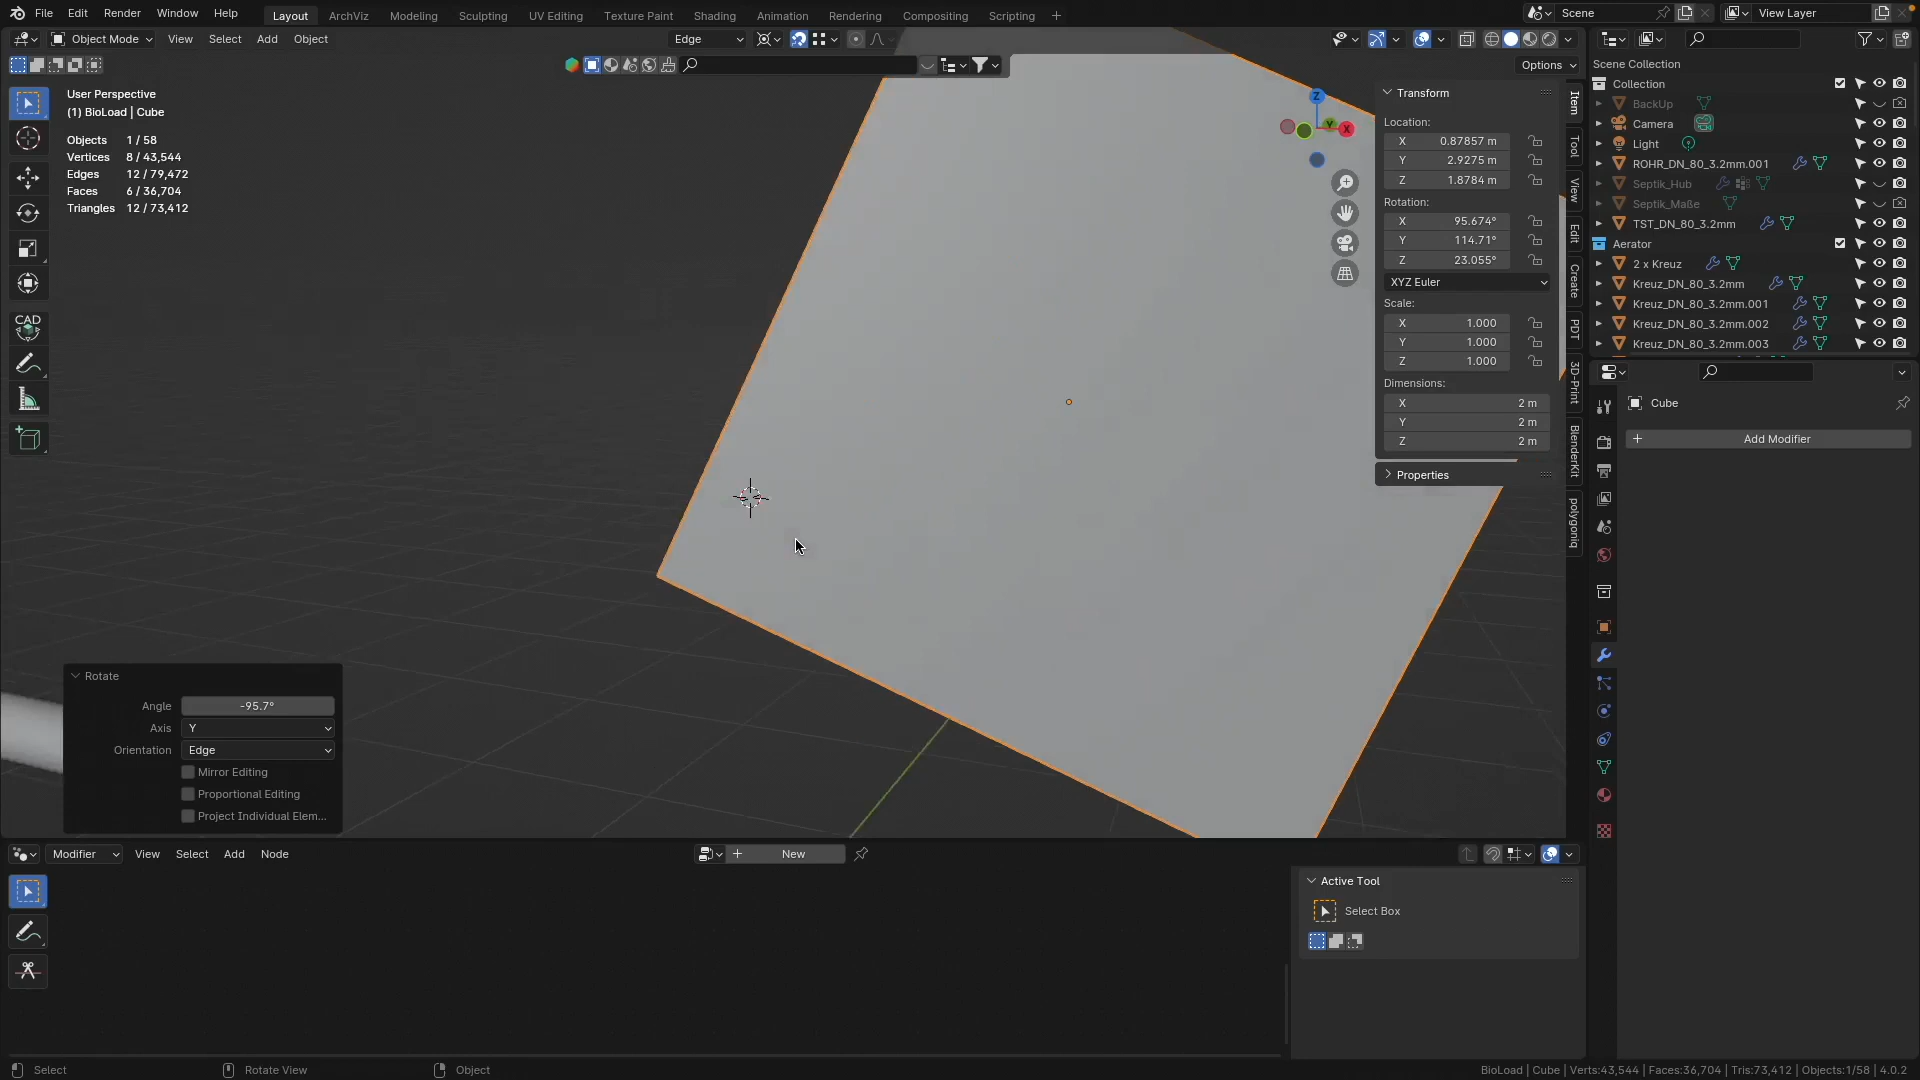 File Edit Render Window Help Layout ArchViz Modeling Sculpting UV Editing Texture Paint Shading Animation Rendering Compositing Scripting + Scene View Layer
Object Mode View Select Add Object Edge
Options
User Perspective
(1) BioLoad | Cube
Objects 1 / 58
Vertices 8 / 43,544
Edges 12 / 79,472
Faces 6 / 36,704
Triangles 12 / 73,412
CAD
Z
Y
X
Transform
Location:
X 0.87857 m
Y 2.9275 m
Z 1.8784 m
Rotation:
X 95.674°
Y 114.71°
Z 23.055°
XYZ Euler
Scale:
X 1.000
Y 1.000
Z 1.000
Dimensions:
X 2 m
Y 2 m
Z 2 m
Properties
Item
Tool
View
Edit
Create
PDT
3D-Print
BlenderKit
polygoniq
Scene Collection
Collection
BackUp
Camera
Light
ROHR_DN_80_3.2mm.001
Septik_Hub
Septik_Maße
TST_DN_80_3.2mm
Aerator
2 x Kreuz
Kreuz_DN_80_3.2mm
Kreuz_DN_80_3.2mm.001
Kreuz_DN_80_3.2mm.002
Kreuz_DN_80_3.2mm.003
Cube
+ Add Modifier
Rotate
Angle -95.7°
Axis Y
Orientation Edge
Mirror Editing
Proportional Editing
Project Individual Elem...
Modifier View Select Add Node + New
Active Tool
Select Box
Select Rotate View Object BioLoad | Cube | Verts:43,544 | Faces:36,704 | Tris:73,412 | Objects:1/58 | 4.0.2